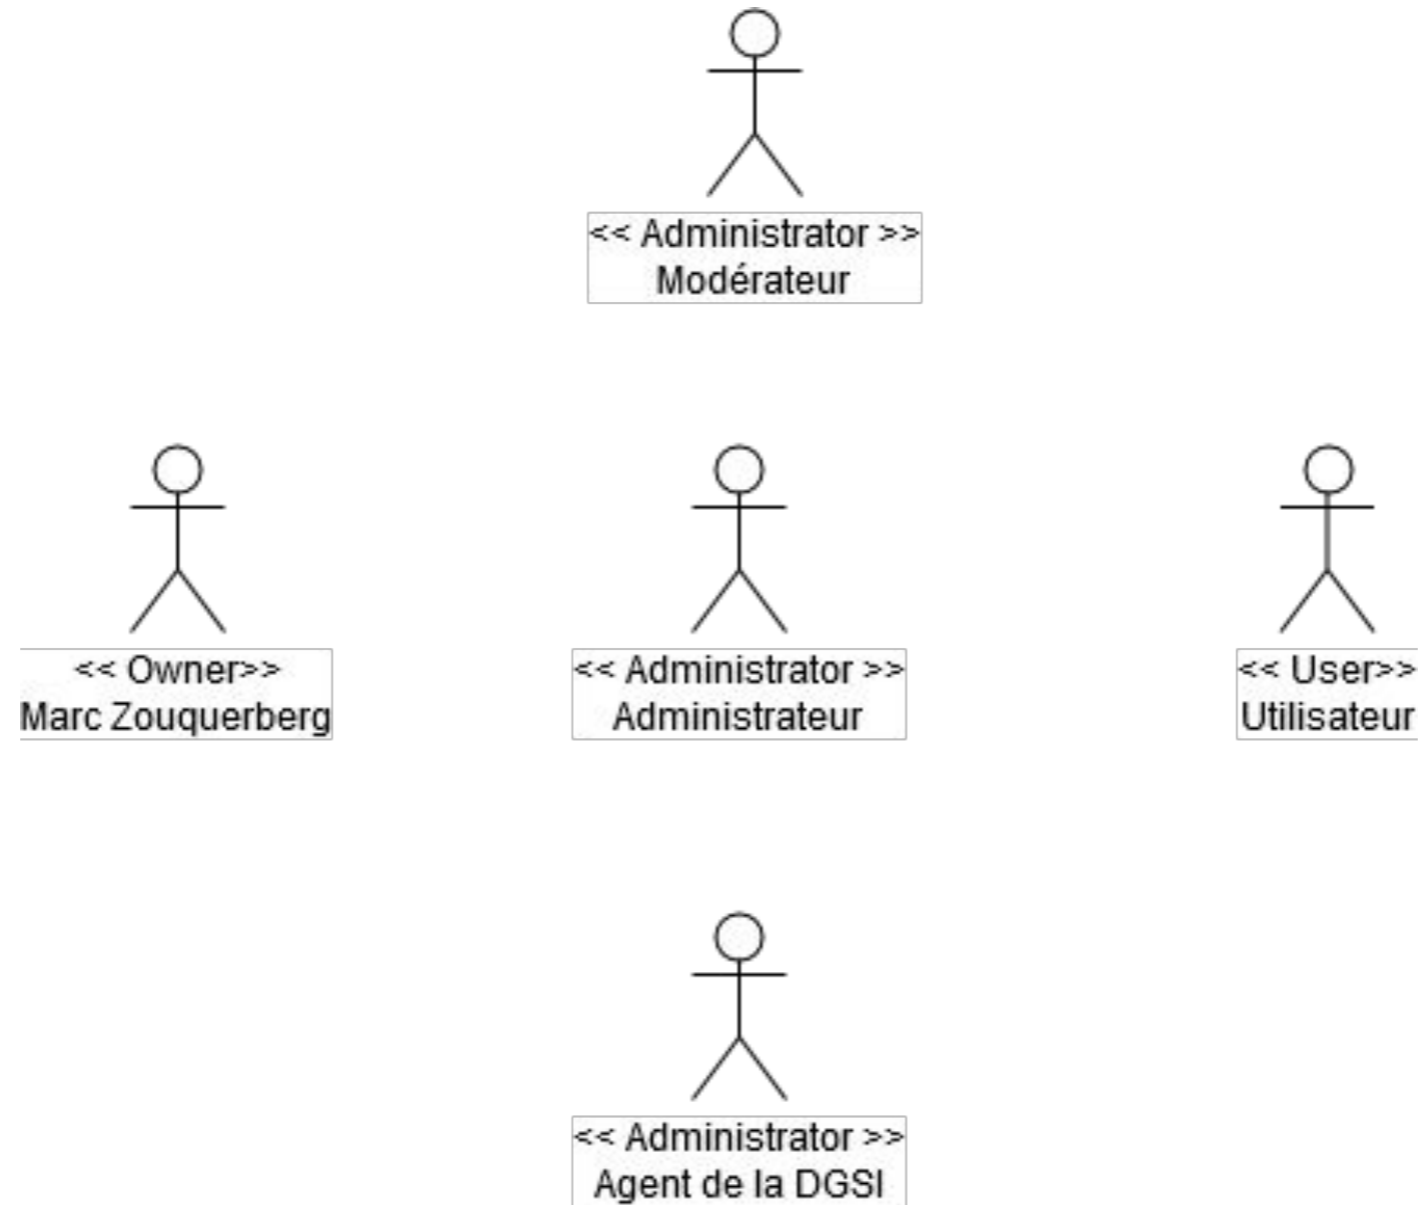 << Administrator >>
Modérateur
<< Owner>>
Marc Zouquerberg
<< Administrator >>
Administrateur
<< User>>
Utilisateur
<< Administrator >>
Agent de la DGSI